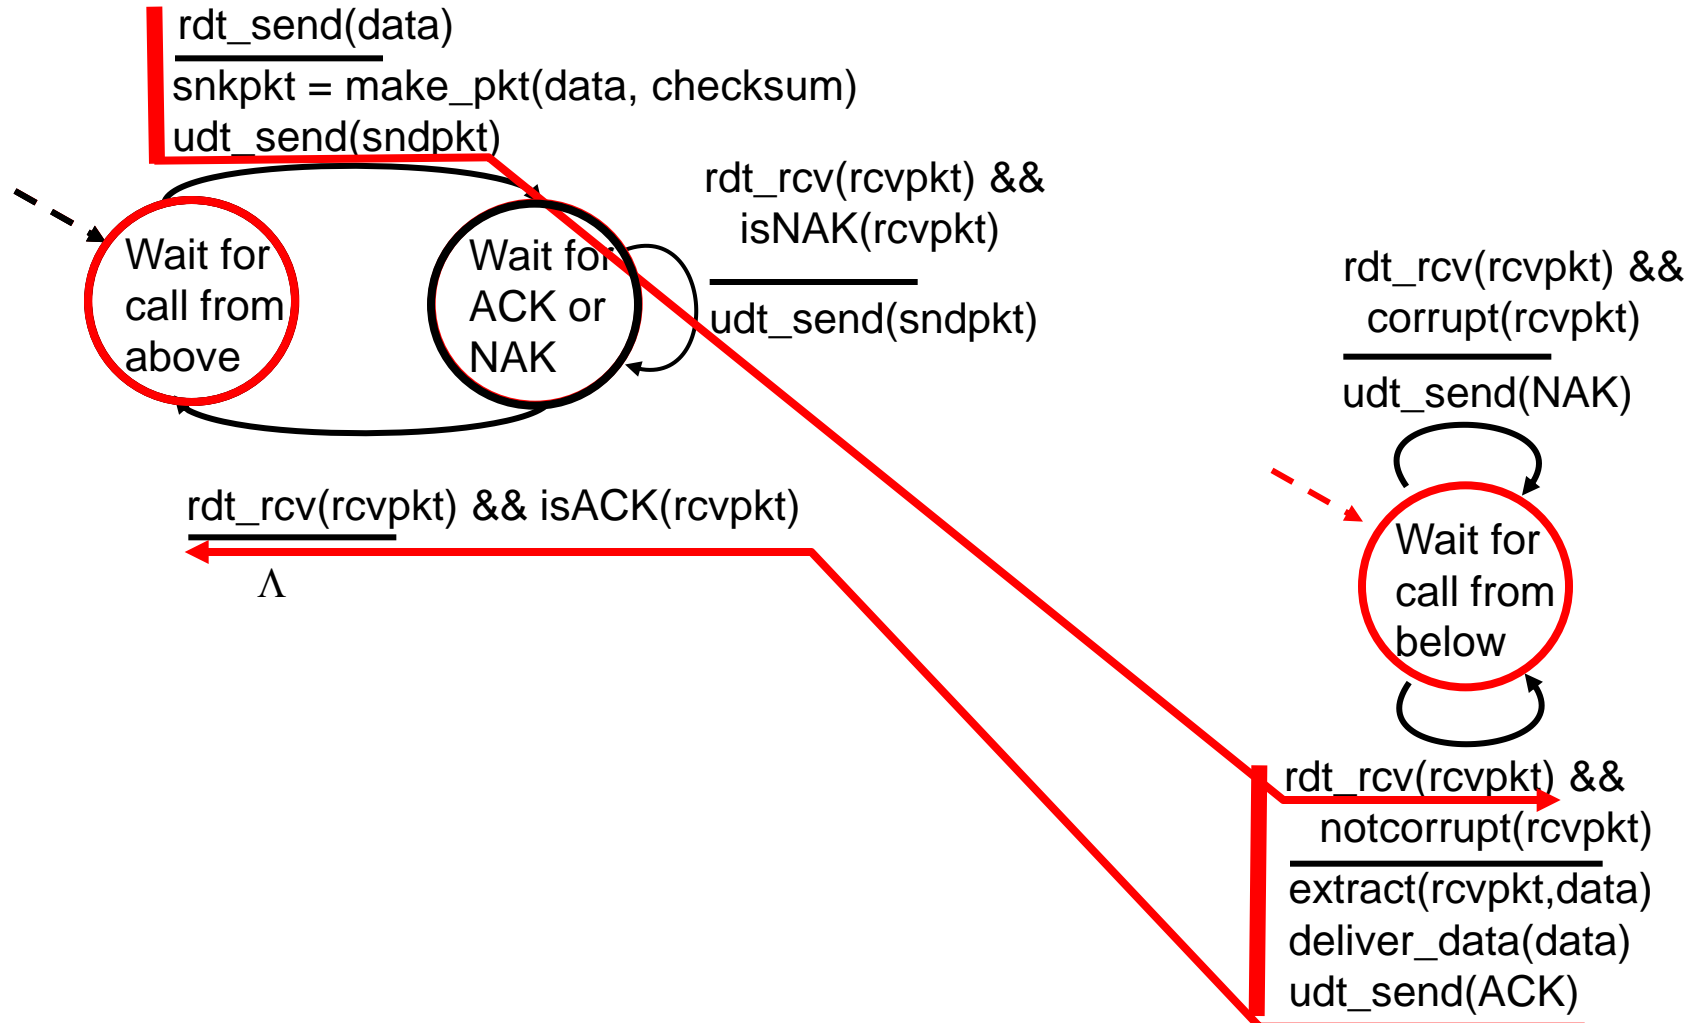 rdt_send(data)
snkpkt = make_pkt(data, checksum)
udt_send(sndpkt)
rdt_rcv(rcvpkt) &&
isNAK(rcvpkt)
udt_send(sndpkt)
Wait for
call from
above
Wait for
ACK or
NAK
rdt_rcv(rcvpkt) && isACK(rcvpkt)
Λ
rdt_rcv(rcvpkt) &&
corrupt(rcvpkt)
udt_send(NAK)
Wait for
call from
below
rdt_rcv(rcvpkt) &&
notcorrupt(rcvpkt)
extract(rcvpkt,data)
deliver_data(data)
udt_send(ACK)